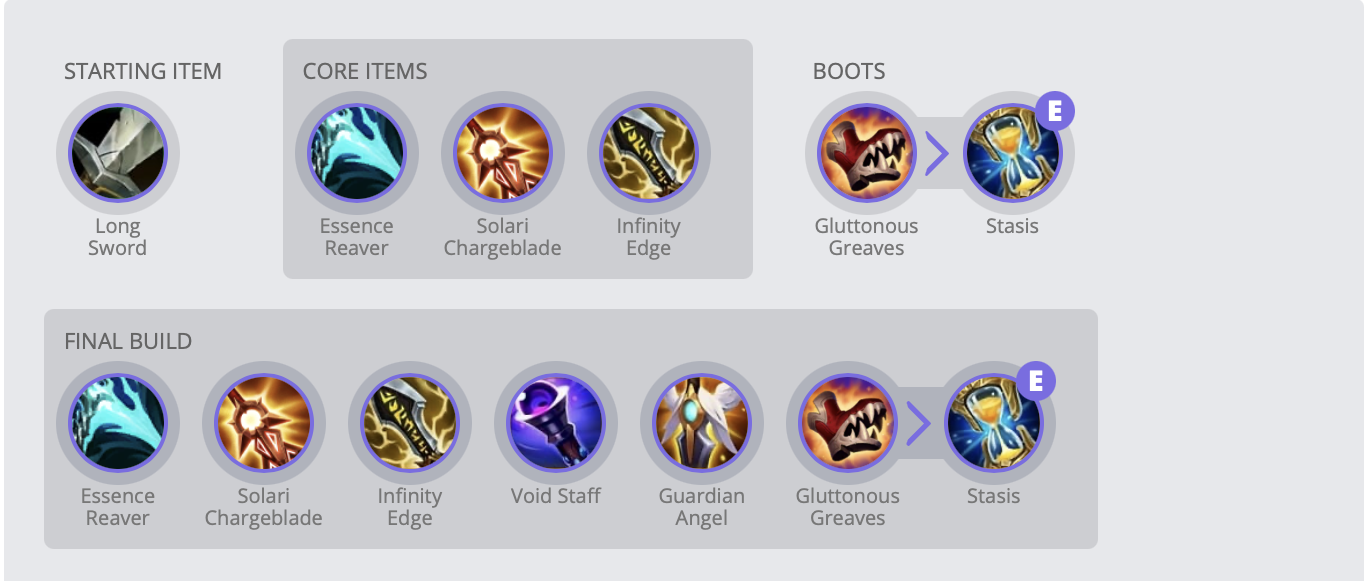 STARTING ITEM
Long
Sword
CORE ITEMS
Essence
Reaver
Solari
Chargeblade
Infinity
Edge
BOOTS
Gluttonous
Greaves
E
Stasis
FINAL BUILD
Essence
Reaver
Solari
Chargeblade
Infinity
Edge
Void Staff
Guardian
Angel
Gluttonous
Greaves
E
Stasis